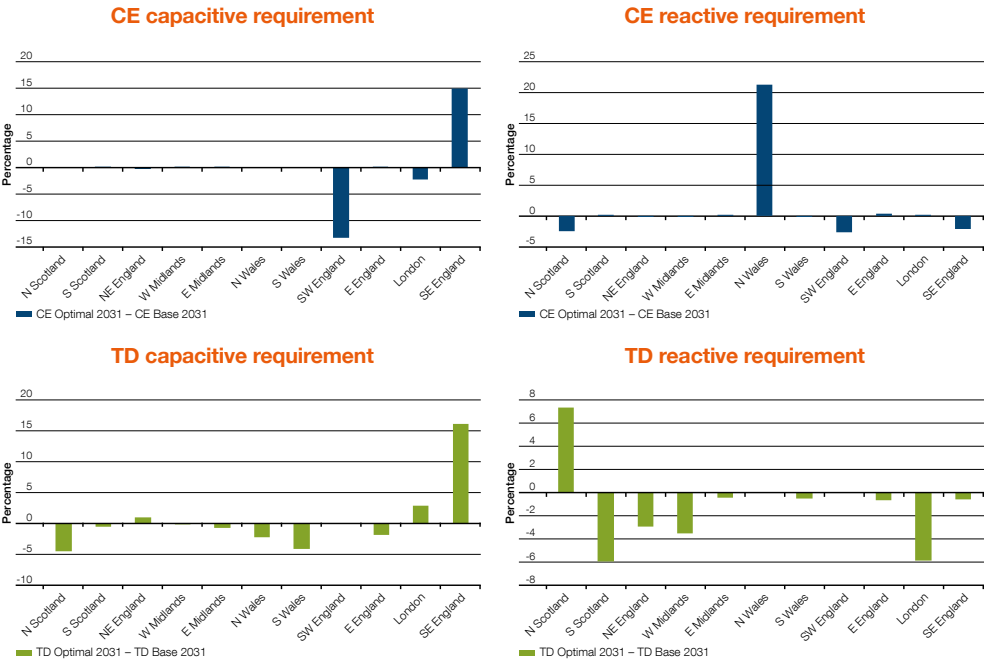 CE capacitive requirement
20
15
10
5
0
-5
-10
-15
Percentage
N Scotland
S Scotland
NE England
W Midlands
E Midlands
N Wales
S Wales
SW England
E England
London
SE England
CE Optimal 2031 – CE Base 2031
CE reactive requirement
25
20
15
10
5
0
-5
Percentage
N Scotland
S Scotland
NE England
W Midlands
E Midlands
N Wales
S Wales
SW England
E England
London
SE England
CE Optimal 2031 – CE Base 2031
TD capacitive requirement
20
15
10
5
0
-5
-10
Percentage
N Scotland
S Scotland
NE England
W Midlands
E Midlands
N Wales
S Wales
SW England
E England
London
SE England
TD Optimal 2031 – TD Base 2031
TD reactive requirement
8
6
4
2
0
-2
-4
-6
-8
Percentage
N Scotland
S Scotland
NE England
W Midlands
E Midlands
N Wales
S Wales
SW England
E England
London
SE England
TD Optimal 2031 – TD Base 2031